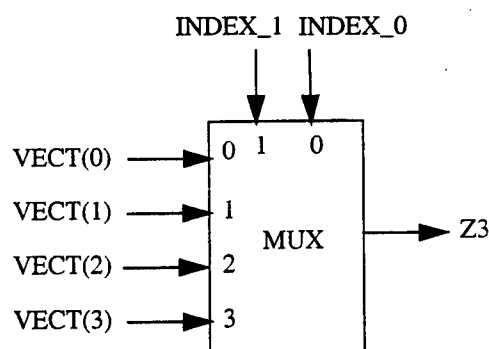 INDEX_1 INDEX_0
1 0
VECT(0) 0
VECT(1) 1
MUX Z3
VECT(2) 2
VECT(3) 3